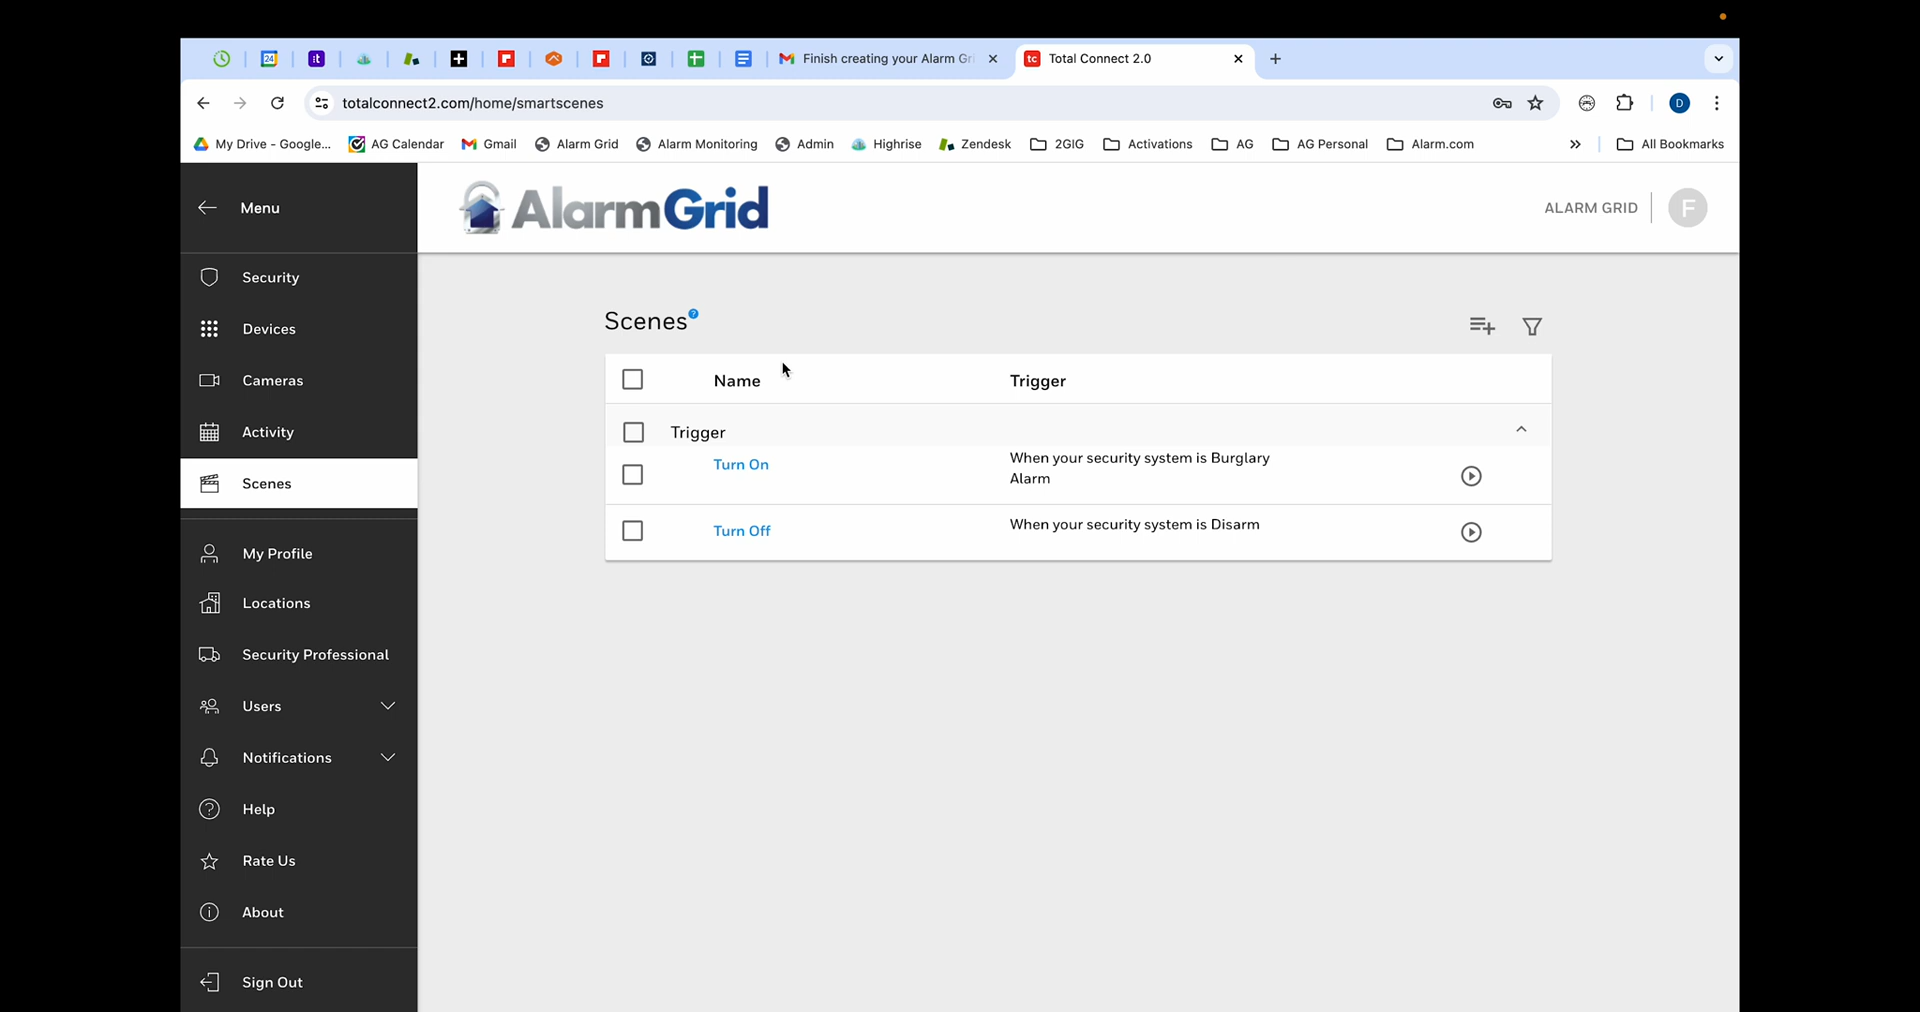 24
it
Finish creating your Alarm Gri
tc
Total Connect 2.0
totalconnect2.com/home/smartscenes
D
My Drive - Google...
AG Calendar
Gmail
Alarm Grid
Alarm Monitoring
Admin
Highrise
Zendesk
2GIG
Activations
AG
AG Personal
Alarm.com
All Bookmarks
Menu
AlarmGrid
ALARM GRID
F
Security
Devices
Cameras
Activity
Scenes
My Profile
Locations
Security Professional
Users
Notifications
Help
Rate Us
About
Sign Out
Scenes?
Name
Trigger
Trigger
Turn On
When your security system is Burglary
Alarm
Turn Off
When your security system is Disarm